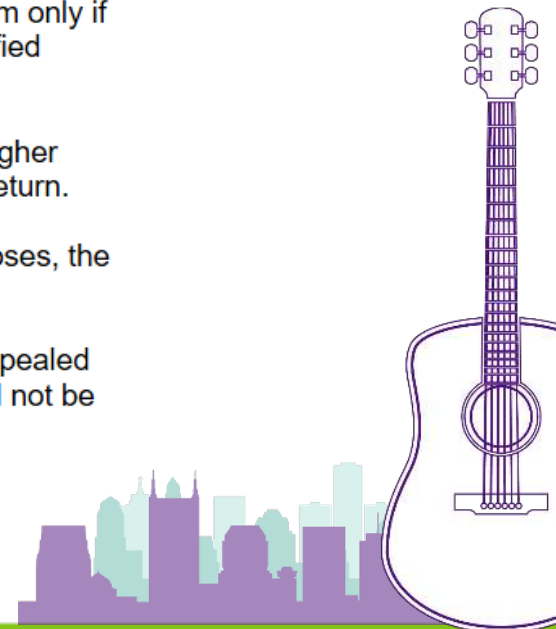 m only if
fied
gher
eturn.
oses, the
pealed
not be